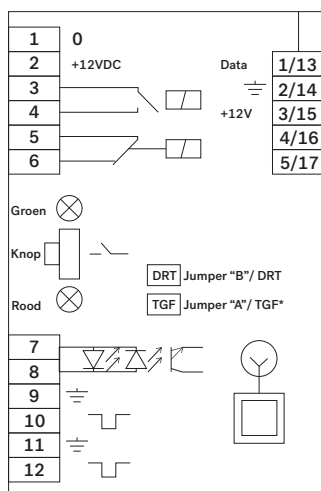 1 0
2 +12VDC Data 1/13
3 2/14
4 +12V 3/15
5 4/16
6 5/17
Groen
Knop
DRT Jumper “B”/ DRT
Rood TGF Jumper “A”/ TGF*
7
8
9
10
11
12